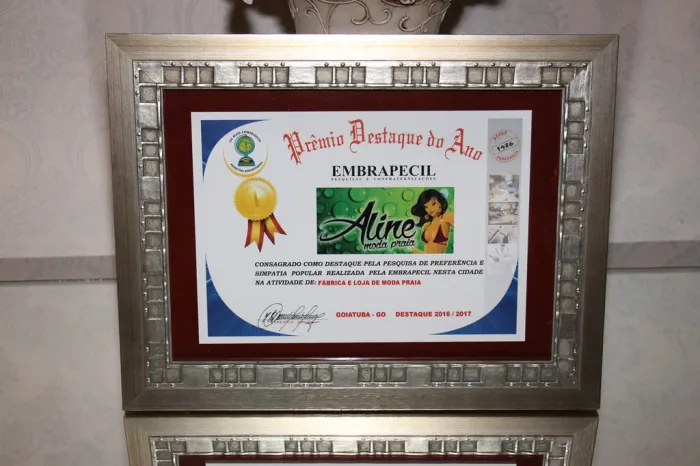 Prêmio Destaque do Ano
EMBRAPECIL
PESQUISAS E CONFRATERNIZAÇÕES
1986
1
Aline
moda praia
CONSAGRADO COMO DESTAQUE PELA PESQUISA DE PREFERÊNCIA E
SIMPATIA POPULAR REALIZADA PELA EMBRAPECIL NESTA CIDADE
NA ATIVIDADE DE: FÁBRICA E LOJA DE MODA PRAIA
GOIATUBA - GO DESTAQUE 2016 / 2017